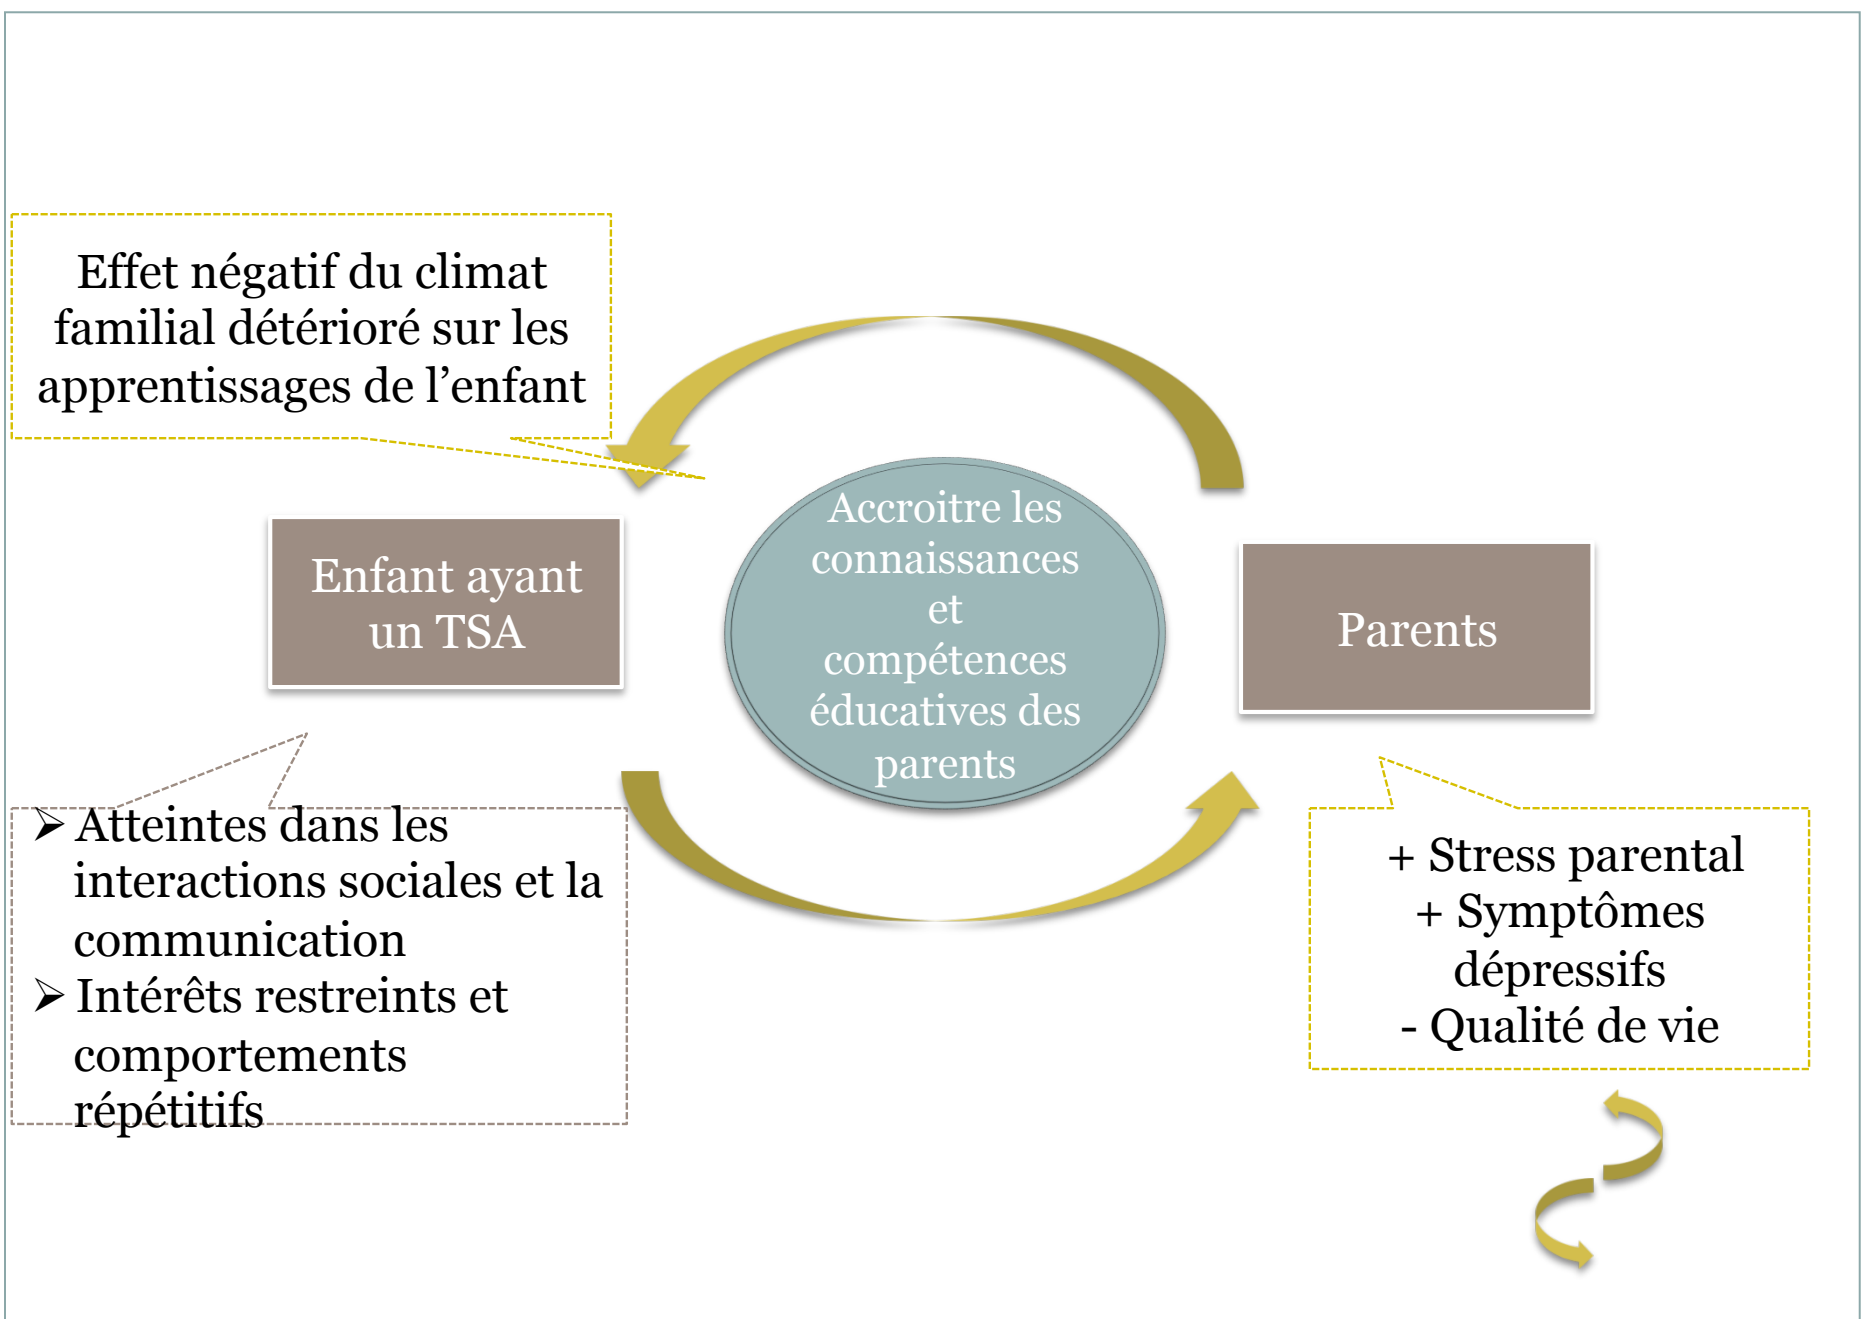 Effet négatif du climat
familial détérioré sur les
apprentissages de l’enfant
Enfant ayant
un TSA
Accroitre les
connaissances
et
compétences
éducatives des
parents
Parents
➢ Atteintes dans les
interactions sociales et la
communication
➢ Intérêts restreints et
comportements
répétitifs
+ Stress parental
+ Symptômes
dépressifs
- Qualité de vie